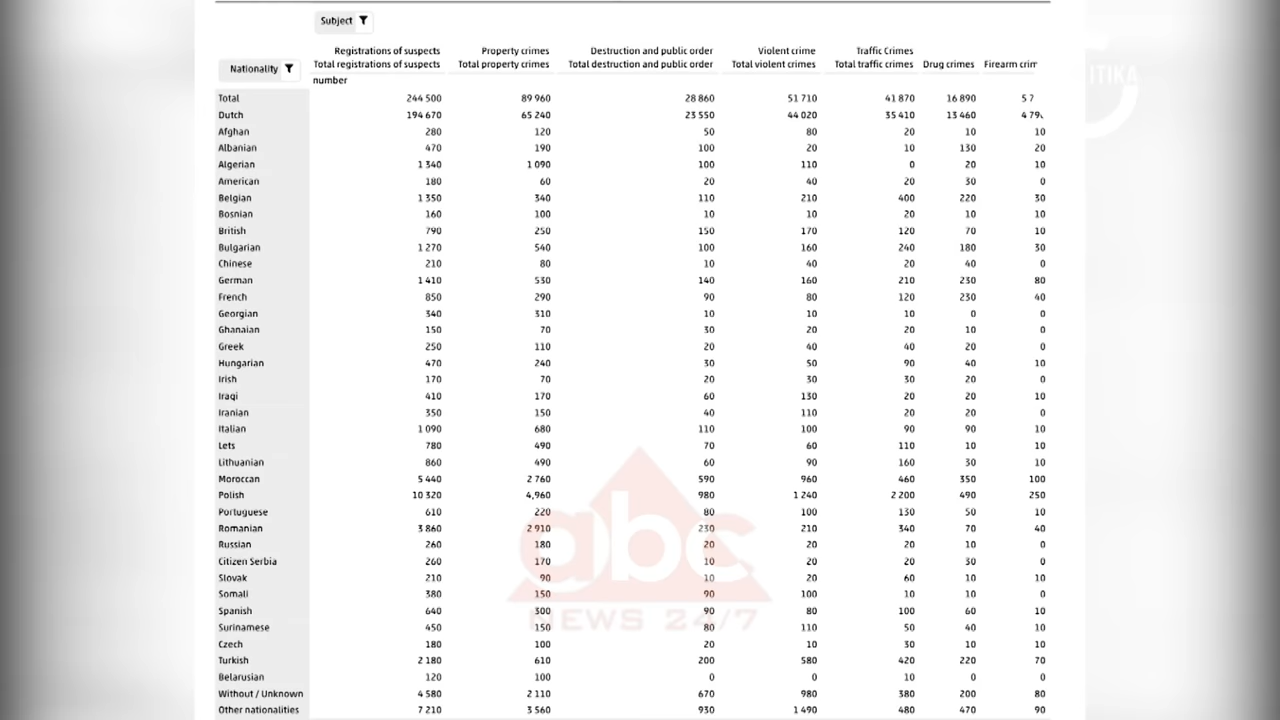 Subject
Registrations of suspects Property crimes Destruction and public order Violent crime Traffic Crimes
Nationality Total registrations of suspects Total property crimes Total destruction and public order Total violent crimes Total traffic crimes Drug crimes Firearm crim
number
Total 244 500 89 960 28 860 51 710 41 870 16 890 5 7
Dutch 194 670 65 240 23 550 44 020 35 410 13 460 4 79
Afghan 280 120 50 80 20 10 10
Albanian 470 190 100 20 10 130 20
Algerian 1 340 1 090 100 110 0 20 10
American 180 60 20 40 20 30 0
Belgian 1 350 340 110 210 400 220 30
Bosnian 160 100 10 10 20 10 10
British 790 250 150 170 120 70 10
Bulgarian 1 270 540 100 160 240 180 30
Chinese 210 80 10 40 20 40 0
German 1 410 530 140 160 210 230 80
French 850 290 90 80 120 230 40
Georgian 340 310 10 10 10 0 0
Ghanaian 150 70 30 20 20 10 0
Greek 250 110 20 40 40 20 0
Hungarian 470 240 30 50 90 40 10
Irish 170 70 20 30 30 20 0
Iraqi 410 170 60 130 20 20 10
Iranian 350 150 40 110 20 20 0
Italian 1 090 680 110 100 90 90 10
Lets 780 490 70 60 110 10 10
Lithuanian 860 490 60 90 160 30 10
Moroccan 5 440 2 760 590 960 460 350 100
Polish 10 320 4,960 980 1 240 2 200 490 250
Portuguese 610 220 80 100 130 50 10
Romanian 3 860 2 910 230 210 340 70 40
Russian 260 180 20 20 20 10 0
Citizen Serbia 260 170 10 20 20 30 0
Slovak 210 90 10 20 60 10 10
Somali 380 150 90 100 10 10 0
Spanish 640 300 90 80 100 60 10
Surinamese 450 150 80 110 50 40 10
Czech 180 100 20 10 30 10 10
Turkish 2 180 610 200 580 420 220 70
Belarusian 120 100 0 0 10 0 0
Without / Unknown 4 580 2 110 670 980 380 200 80
Other nationalities 7 210 3 560 930 1 490 480 470 90
abc
NEWS 24/7
ITIKA